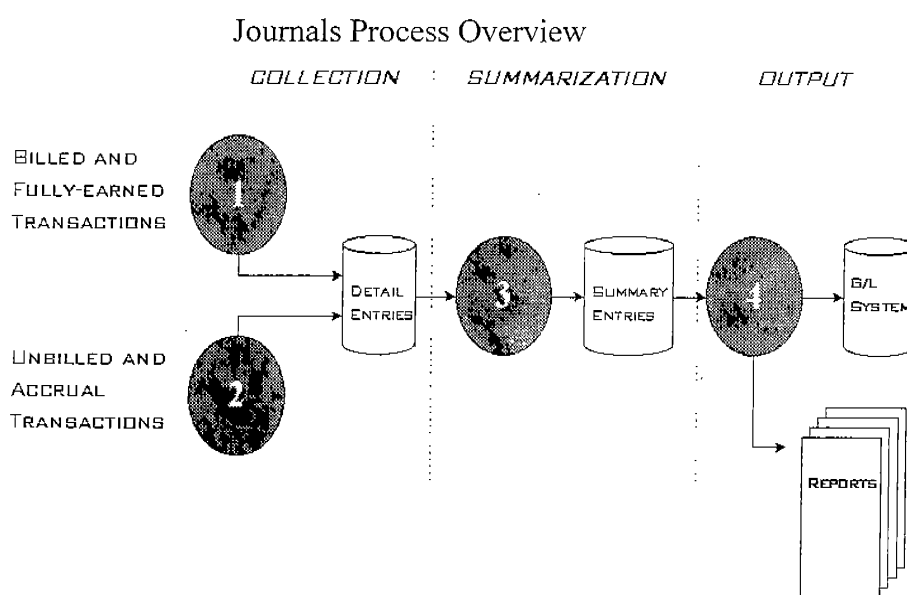 Journals Process Overview
COLLECTION
SUMMARIZATION
OUTPUT
BILLED AND
FULLY-EARNED
TRANSACTIONS
1
DETAIL
ENTRIES
3
SUMMARY
ENTRIES
4
G/L
SYSTEM
UNBILLED AND
ACCRUAL
TRANSACTIONS
2
REPORTS